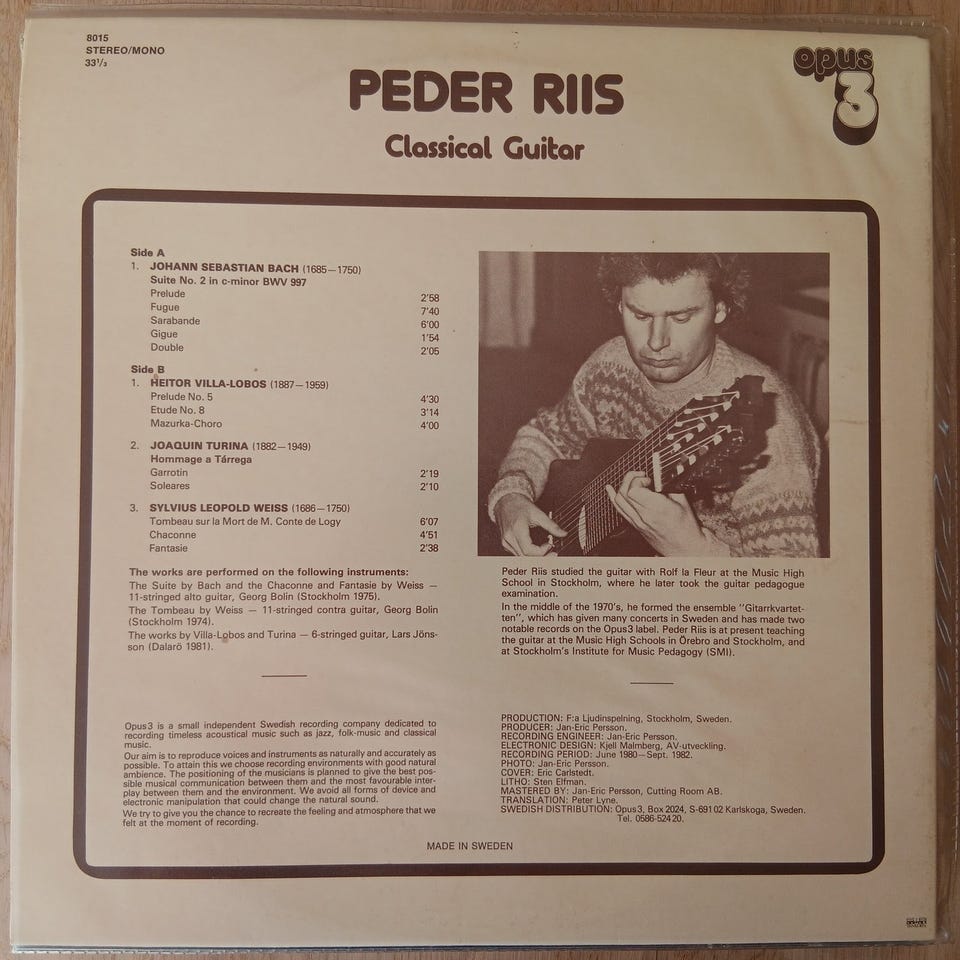 8015
STEREO/MONO
33 1/3
opus 3
PEDER RIIS
Classical Guitar
Side A
1. JOHANN SEBASTIAN BACH (1685—1750)
Suite No. 2 in c-minor BWV 997
Prelude 2'58
Fugue 7'40
Sarabande 6'00
Gigue 1'54
Double 2'05
Side B
1. HEITOR VILLA-LOBOS (1887—1959)
Prelude No. 5 4'30
Etude No. 8 3'14
Mazurka-Choro 4'00
2. JOAQUIN TURINA (1882—1949)
Hommage a Tárrega
Garrotin 2'19
Soleares 2'10
3. SYLVIUS LEOPOLD WEISS (1686—1750)
Tombeau sur la Mort de M. Conte de Logy 6'07
Chaconne 4'51
Fantasie 2'38
The works are performed on the following instruments:
The Suite by Bach and the Chaconne and Fantasie by Weiss —
11-stringed alto guitar, Georg Bolin (Stockholm 1975).
The Tombeau by Weiss — 11-stringed contra guitar, Georg Bolin
(Stockholm 1974).
The works by Villa-Lobos and Turina — 6-stringed guitar, Lars Jöns-
son (Dalarö 1981).
Opus 3 is a small independent Swedish recording company dedicated to
recording timeless acoustical music such as jazz, folk-music and classical
music.
Our aim is to reproduce voices and instruments as naturally and accurately as
possible. To attain this we choose recording environments with good natural
ambience. The positioning of the musicians is planned to give the best pos-
sible musical communication between them and the most favourable inter-
play between them and the environment. We avoid all forms of device and
electronic manipulation that could change the natural sound.
We try to give you the chance to recreate the feeling and atmosphere that we
felt at the moment of recording.
Peder Riis studied the guitar with Rolf la Fleur at the Music High
School in Stockholm, where he later took the guitar pedagogue
examination.
In the middle of the 1970's, he formed the ensemble "Gitarrkvartet-
ten", which has given many concerts in Sweden and has made two
notable records on the Opus 3 label. Peder Riis is at present teaching
the guitar at the Music High Schools in Örebro and Stockholm, and
at Stockholm's Institute for Music Pedagogy (SMI).
PRODUCTION: F:a Ljudinspelning, Stockholm, Sweden.
PRODUCER: Jan-Eric Persson.
RECORDING ENGINEER: Jan-Eric Persson.
ELECTRONIC DESIGN: Kjell Malmberg, AV-utveckling.
RECORDING PERIOD: June 1980—Sept. 1982.
PHOTO: Jan-Eric Persson.
COVER: Eric Carlstedt.
LITHO: Sten Elfman.
MASTERED BY: Jan-Eric Persson, Cutting Room AB.
TRANSLATION: Peter Lyne.
SWEDISH DISTRIBUTION: Opus 3, Box 2024, S-691 02 Karlskoga, Sweden.
Tel. 0586-524 20.
MADE IN SWEDEN